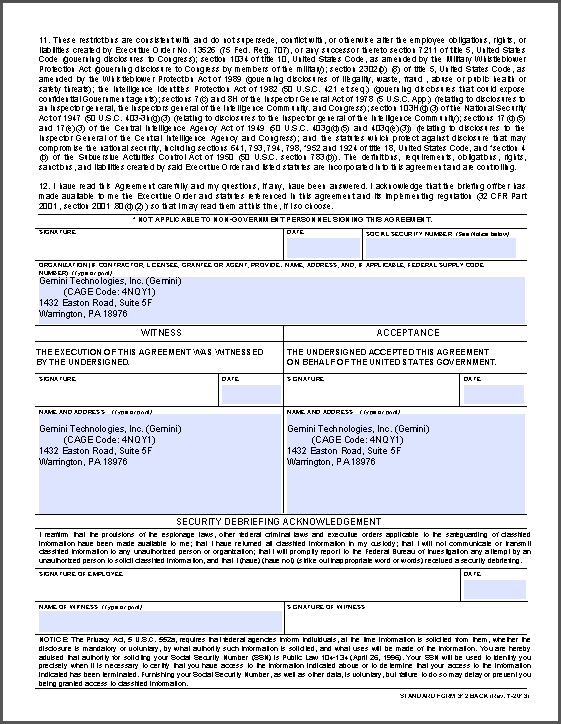 11. These restrictions are consistent with and do not supersede, conflict with, or otherwise alter the employee obligations, rights, or
liabilities created by Executive Order No. 13526 (75 Fed. Reg. 707), or any successor thereto section 7211 of title 5, United States
Code (governing disclosures to Congress); section 1034 of title 10, United States Code, as amended by the Military Whistleblower
Protection Act (governing disclosure to Congress by members of the military); section 2302(b) (8) of title 5, United States Code, as
amended by the Whistleblower Protection Act of 1989 (governing disclosures of illegality, waste, fraud, abuse or public health or
safety threats); the Intelligence Identities Protection Act of 1982 (50 U.S.C. 421 et seq.) (governing disclosures that could expose
confidential Government agents); sections 7(c) and 8H of the Inspector General Act of 1978 (5 U.S.C. App.) (relating to disclosures to
an inspector general, the inspectors general of the Intelligence Community, and Congress); section 103H(g)(3) of the National Security
Act of 1947 (50 U.S.C. 403-3h(g)(3) (relating to disclosures to the inspector general of the Intelligence Community); sections 17(d)(5)
and 17(e)(3) of the Central Intelligence Agency Act of 1949 (50 U.S.C. 403g(d)(5) and 403q(e)(3)) (relating to disclosures to the
Inspector General of the Central Intelligence Agency and Congress); and the statutes which protect against disclosure that may
compromise the national security, including sections 641, 793, 794, 798, *952 and 1924 of title 18, United States Code, and *section 4
(b) of the Subversive Activities Control Act of 1950 (50 U.S.C. section 783(b)). The definitions, requirements, obligations, rights,
sanctions, and liabilities created by said Executive Order and listed statutes are incorporated into this agreement and are controlling.
12. I have read this Agreement carefully and my questions, if any, have been answered. I acknowledge that the briefing officer has
made available to me the Executive Order and statutes referenced in this agreement and its implementing regulation (32 CFR Part
2001, section 2001.80(d)(2)) so that I may read them at this time, if I so choose.
* NOT APPLICABLE TO NON-GOVERNMENT PERSONNEL SIGNING THIS AGREEMENT.
SIGNATURE
DATE
SOCIAL SECURITY NUMBER (See Notice below)
ORGANIZATION (IF CONTRACTOR, LICENSEE, GRANTEE OR AGENT, PROVIDE: NAME, ADDRESS, AND, IF APPLICABLE, FEDERAL SUPPLY CODE
NUMBER) (Type or print)
Gemini Technologies, Inc. (Gemini)
(CAGE Code: 4NQY1)
1432 Easton Road, Suite 5F
Warrington, PA 18976
WITNESS
ACCEPTANCE
THE EXECUTION OF THIS AGREEMENT WAS WITNESSED
BY THE UNDERSIGNED.
THE UNDERSIGNED ACCEPTED THIS AGREEMENT
ON BEHALF OF THE UNITED STATES GOVERNMENT.
SIGNATURE
DATE
SIGNATURE
DATE
NAME AND ADDRESS (Type or print)
Gemini Technologies, Inc. (Gemini)
(CAGE Code: 4NQY1)
1432 Easton Road, Suite 5F
Warrington, PA 18976
NAME AND ADDRESS (Type or print)
Gemini Technologies, Inc. (Gemini)
(CAGE Code: 4NQY1)
1432 Easton Road, Suite 5F
Warrington, PA 18976
SECURITY DEBRIEFING ACKNOWLEDGEMENT
I reaffirm that the provisions of the espionage laws, other federal criminal laws and executive orders applicable to the safeguarding of classified
information have been made available to me; that I have returned all classified information in my custody; that I will not communicate or transmit
classified information to any unauthorized person or organization; that I will promptly report to the Federal Bureau of Investigation any attempt by an
unauthorized person to solicit classified information, and that I (have) (have not) (strike out inappropriate word or words) received a security debriefing.
SIGNATURE OF EMPLOYEE
DATE
NAME OF WITNESS (Type or print)
SIGNATURE OF WITNESS
NOTICE: The Privacy Act, 5 U.S.C. 552a, requires that federal agencies inform individuals, at the time information is solicited from them, whether the
disclosure is mandatory or voluntary, by what authority such information is solicited, and what uses will be made of the information. You are hereby
advised that authority for soliciting your Social Security Number (SSN) is Public Law 104-134 (April 26, 1996). Your SSN will be used to identify you
precisely when it is necessary to certify that you have access to the information indicated above or to determine that your access to the information
indicated has been terminated. Furnishing your Social Security Number, as well as other data, is voluntary, but failure to do so may delay or prevent you
being granted access to classified information.
STANDARD FORM 312 BACK (Rev. 7-2013)